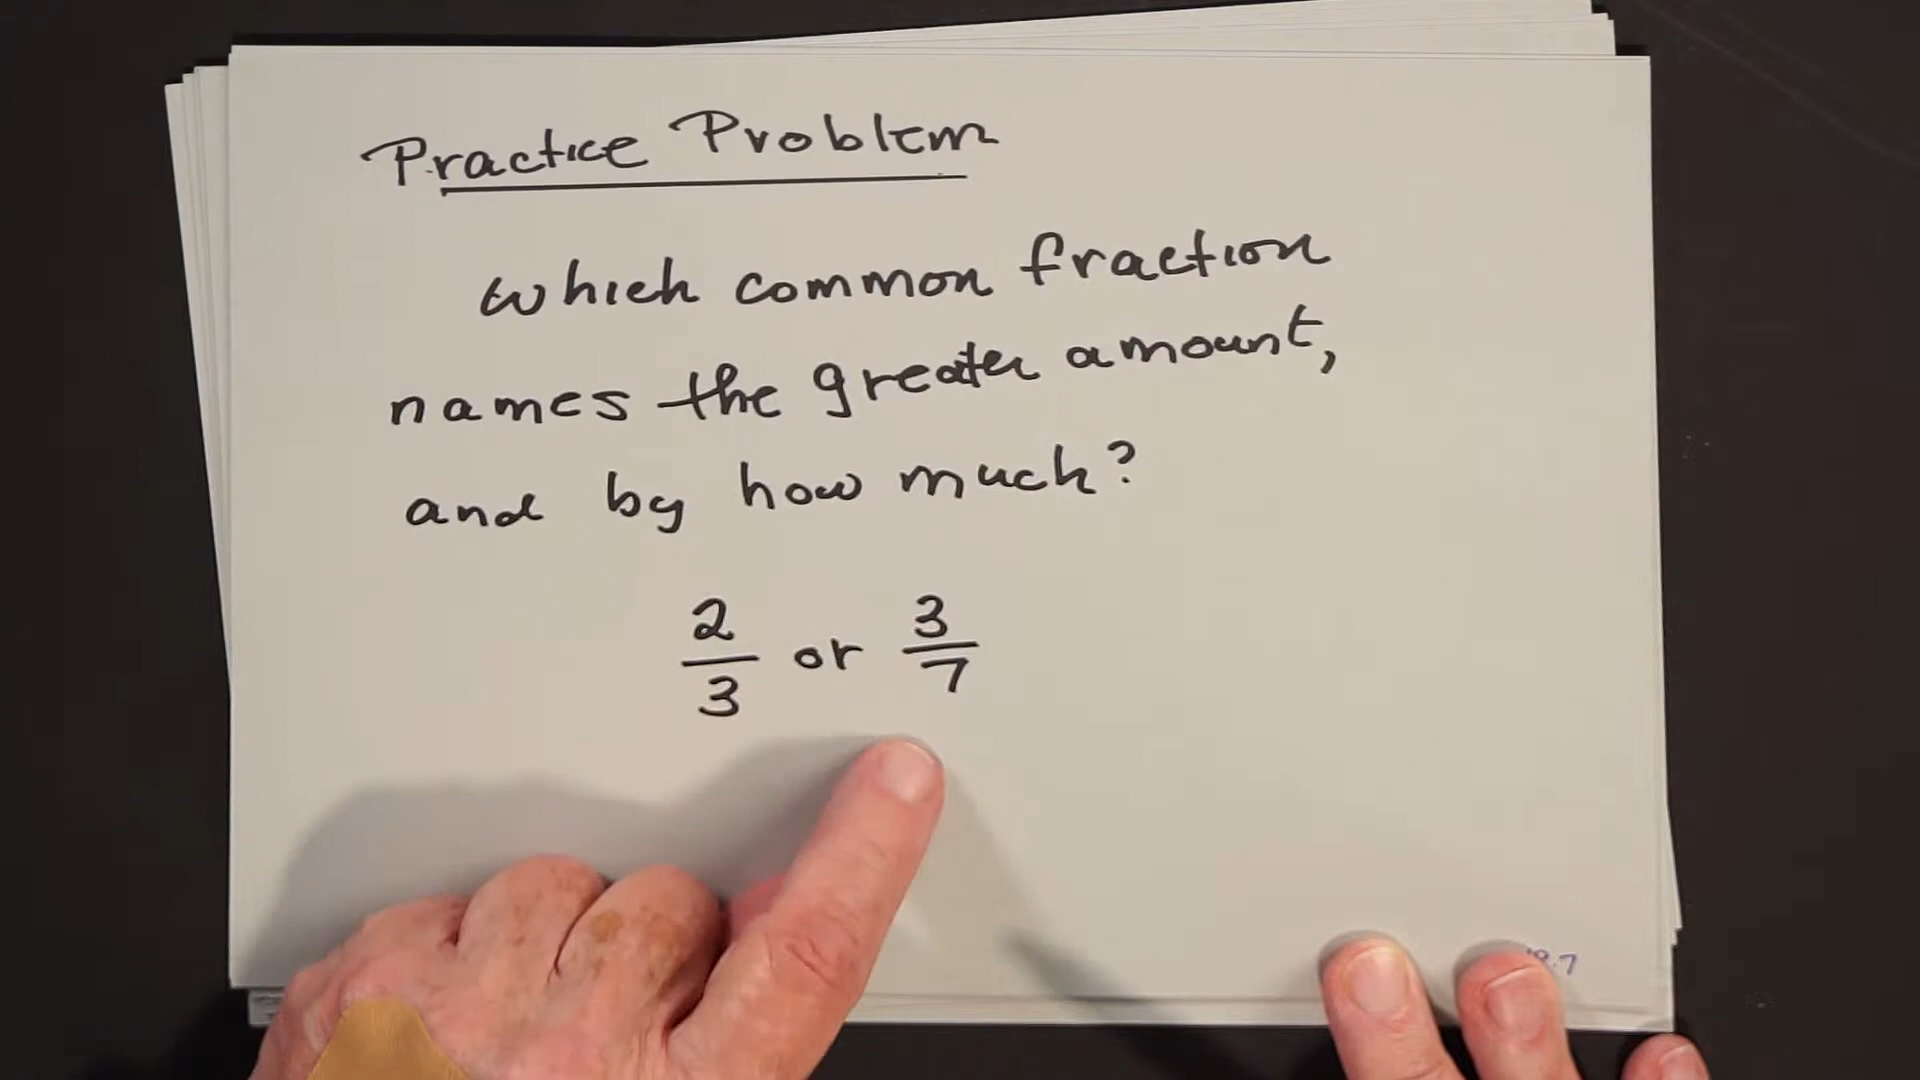 Practice Problem
Which common fraction
names the greater amount,
and by how much?
2/3 or 3/7